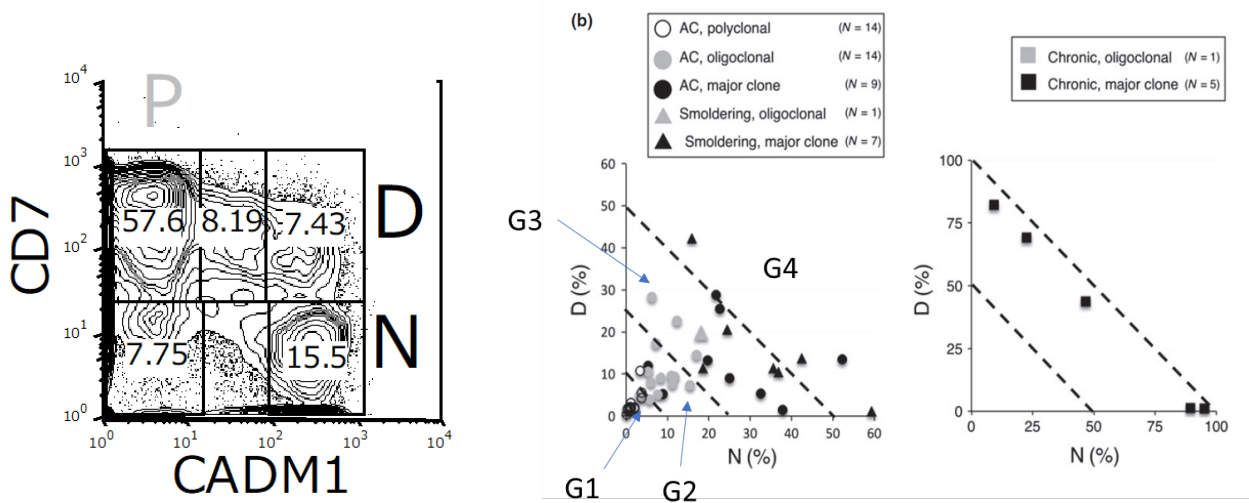 P
D
N
CD7
CADM1
10^4
10^3
10^2
10^1
10^0
57.6
8.19
7.43
7.75
15.5
10^0
10^1
10^2
10^3
10^4
(b)
AC, polyclonal (N = 14)
AC, oligoclonal (N = 14)
AC, major clone (N = 9)
Smoldering, oligoclonal (N = 1)
Smoldering, major clone (N = 7)
60
50
40
30
20
10
0
D (%)
0
10
20
30
40
50
60
N (%)
G3
G4
G1
G2
Chronic, oligoclonal (N = 1)
Chronic, major clone (N = 5)
100
75
50
25
0
D (%)
0
25
50
75
100
N (%)